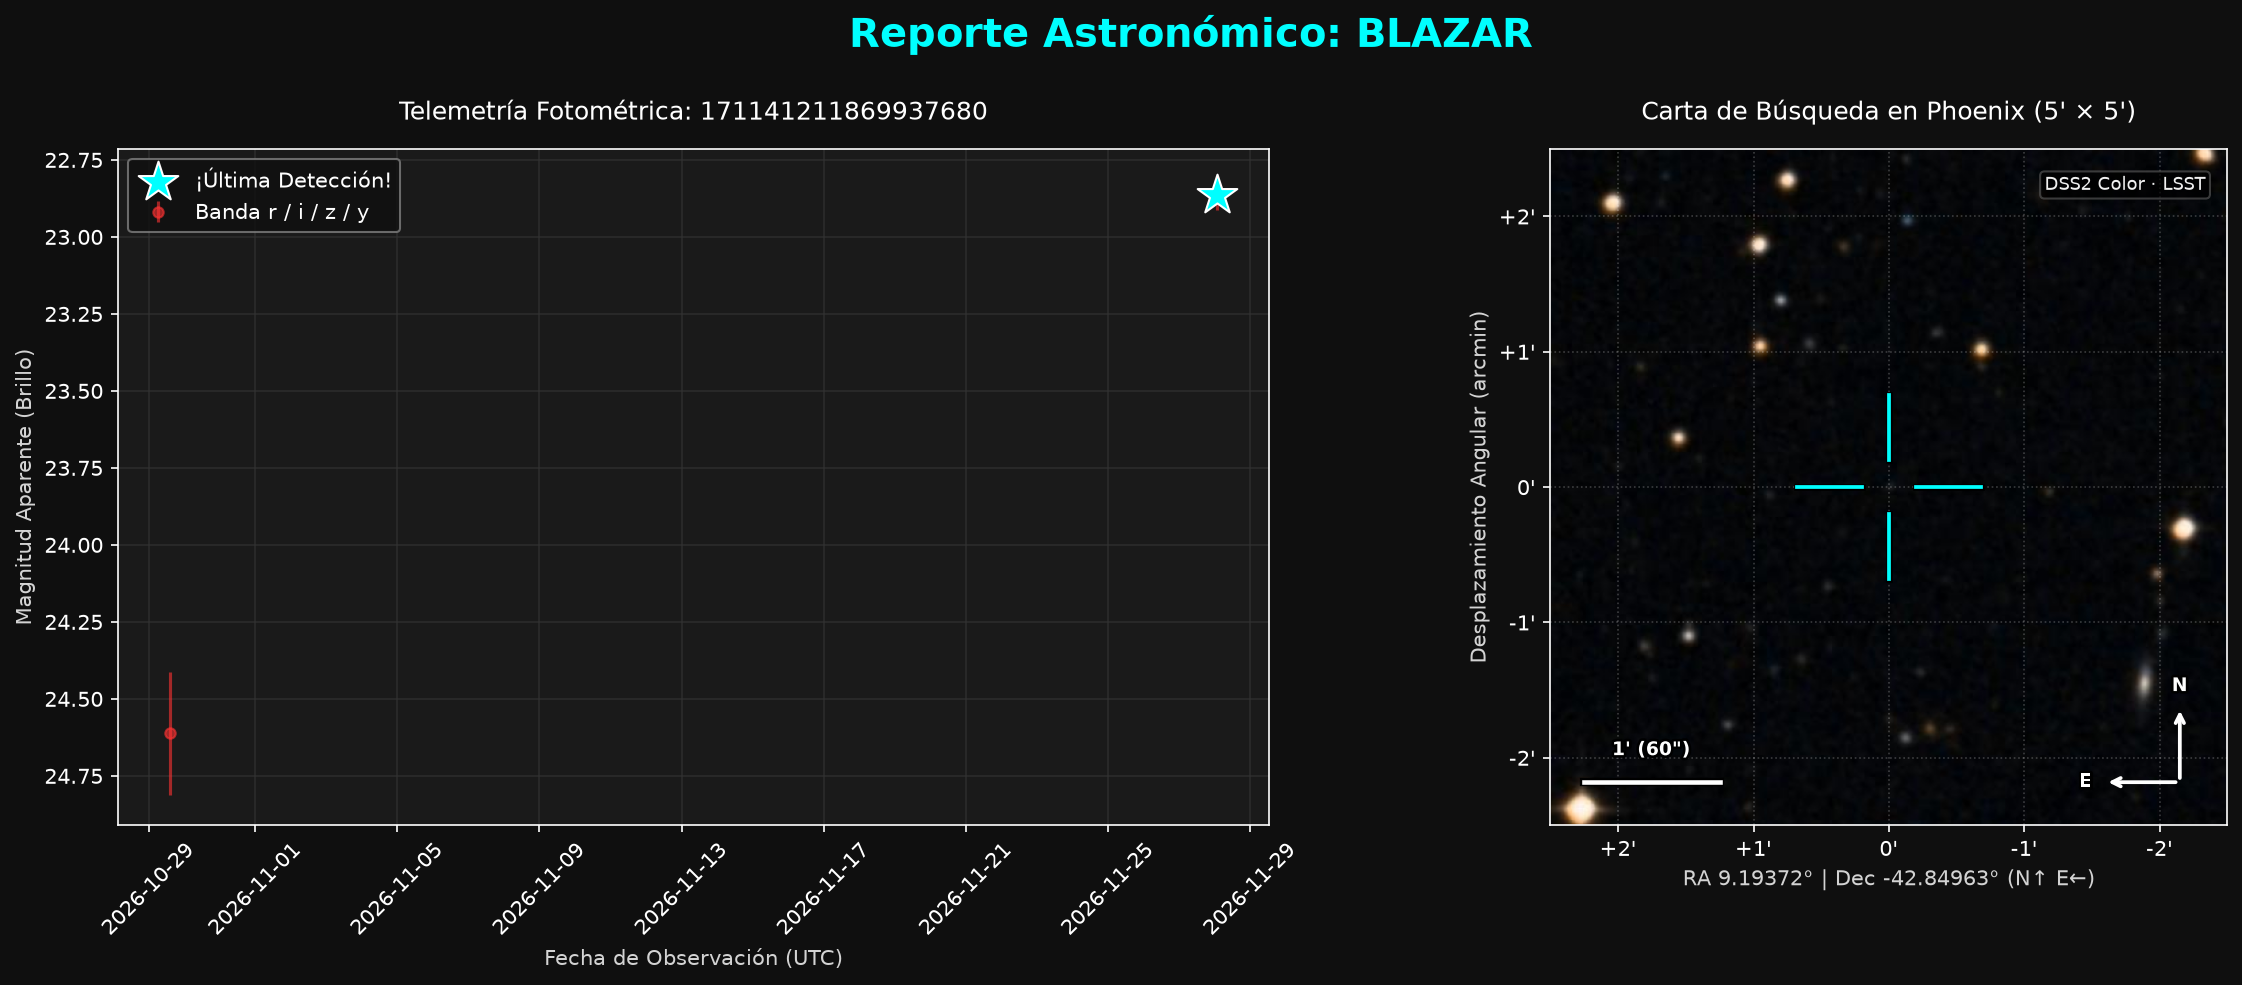 Reporte Astronómico: BLAZAR
Telemetría Fotométrica: 171141211869937680
¡Última Detección!
Banda r / i / z / y
Magnitud Aparente (Brillo)
22.75
23.00
23.25
23.50
23.75
24.00
24.25
24.50
24.75
2026-10-29
2026-11-01
2026-11-05
2026-11-09
2026-11-13
2026-11-17
2026-11-21
2026-11-25
2026-11-29
Fecha de Observación (UTC)
Carta de Búsqueda en Phoenix (5' × 5')
DSS2 Color · LSST
Desplazamiento Angular (arcmin)
+2'
+1'
0'
-1'
-2'
N
E
1' (60")
+2'
+1'
0'
-1'
-2'
RA 9.19372° | Dec -42.84963° (N↑ E←)